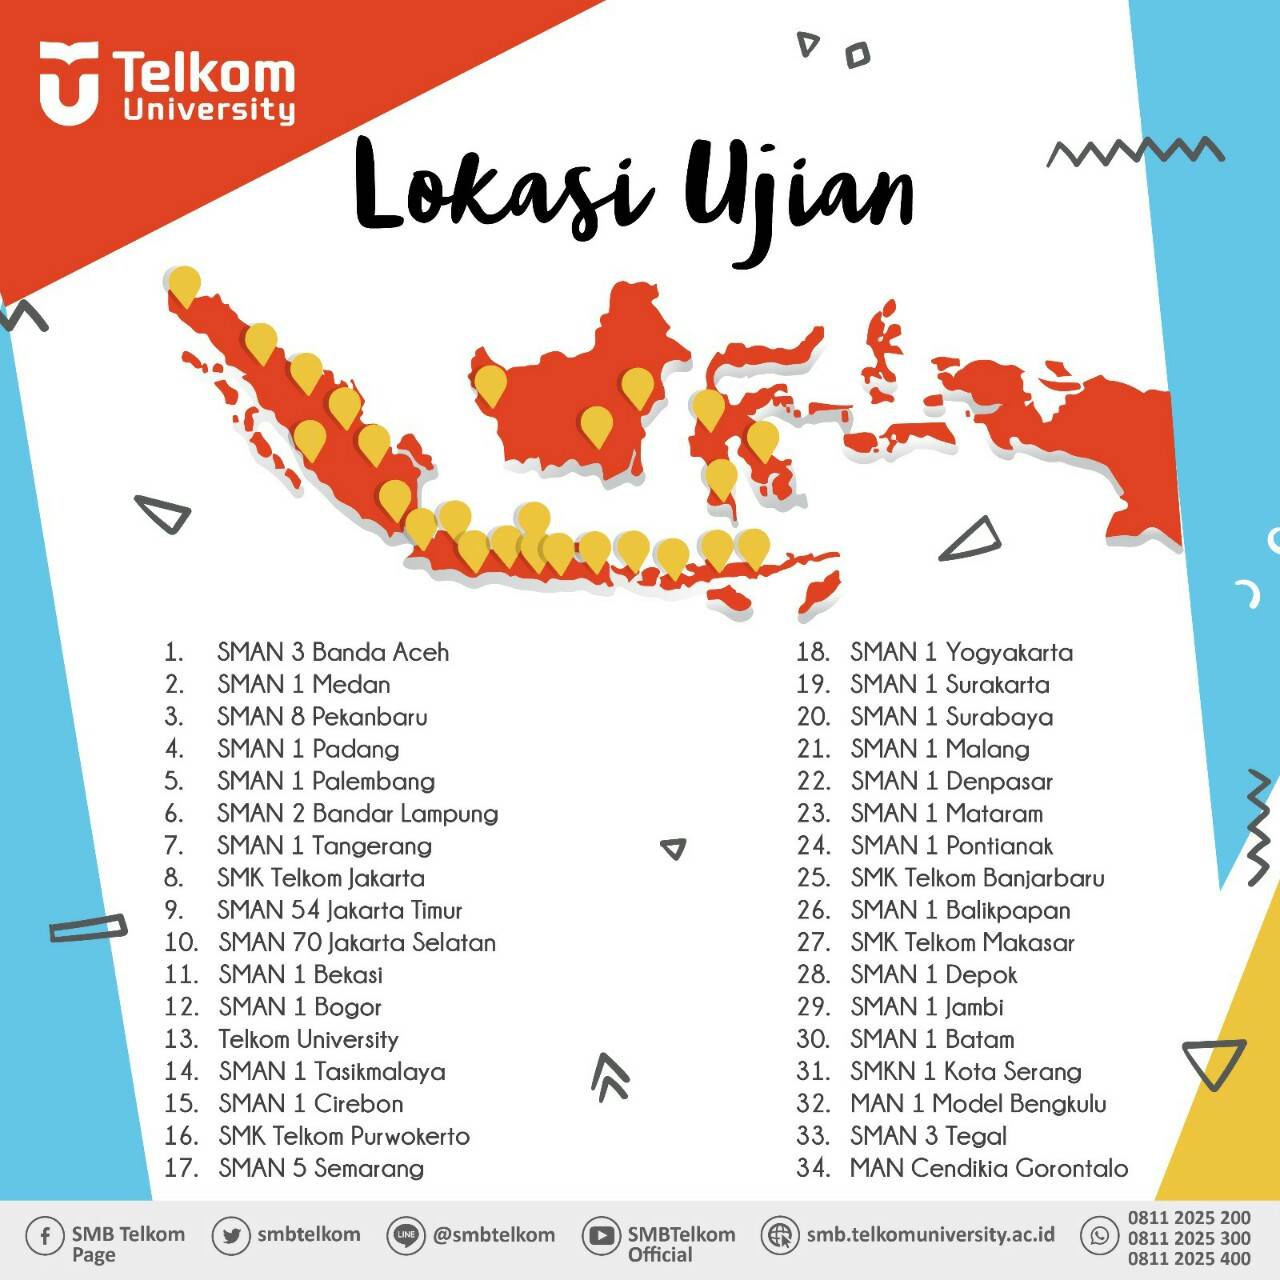 Telkom
University
Lokasi Ujian
1. SMAN 3 Banda Aceh
2. SMAN 1 Medan
3. SMAN 8 Pekanbaru
4. SMAN 1 Padang
5. SMAN 1 Palembang
6. SMAN 2 Bandar Lampung
7. SMAN 1 Tangerang
8. SMK Telkom Jakarta
9. SMAN 54 Jakarta Timur
10. SMAN 70 Jakarta Selatan
11. SMAN 1 Bekasi
12. SMAN 1 Bogor
13. Telkom University
14. SMAN 1 Tasikmalaya
15. SMAN 1 Cirebon
16. SMK Telkom Purwokerto
17. SMAN 5 Semarang
18. SMAN 1 Yogyakarta
19. SMAN 1 Surakarta
20. SMAN 1 Surabaya
21. SMAN 1 Malang
22. SMAN 1 Denpasar
23. SMAN 1 Mataram
24. SMAN 1 Pontianak
25. SMK Telkom Banjarbaru
26. SMAN 1 Balikpapan
27. SMK Telkom Makasar
28. SMAN 1 Depok
29. SMAN 1 Jambi
30. SMAN 1 Batam
31. SMKN 1 Kota Serang
32. MAN 1 Model Bengkulu
33. SMAN 3 Tegal
34. MAN Cendikia Gorontalo
SMB Telkom
Page
smbtelkom
LINE
@smbtelkom
SMBTelkom
Official
smb.telkomuniversity.ac.id
0811 2025 200
0811 2025 300
0811 2025 400